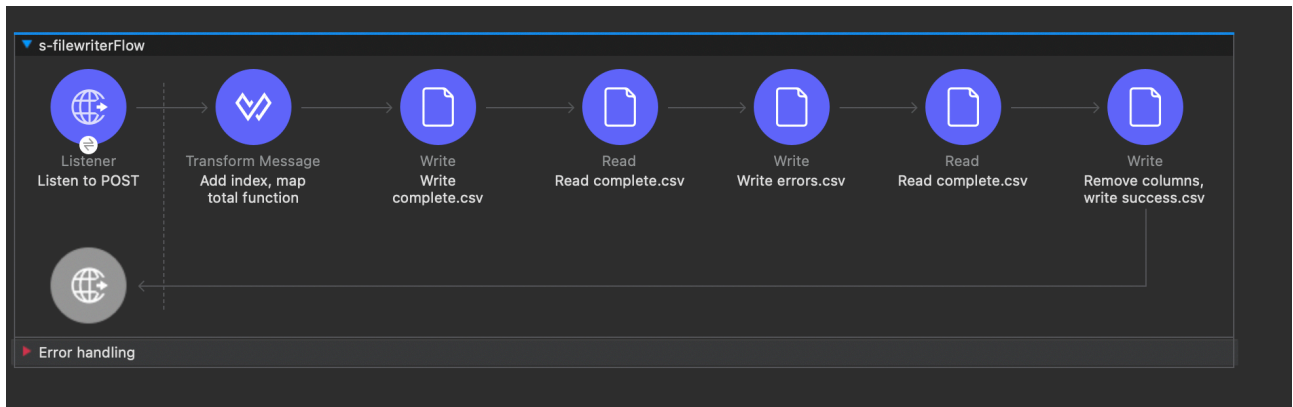 s-filewriterFlow
Listener
Listen to POST
Transform Message
Add index, map
total function
Write
Write
complete.csv
Read
Read complete.csv
Write
Write errors.csv
Read
Read complete.csv
Write
Remove columns,
write success.csv
Error handling